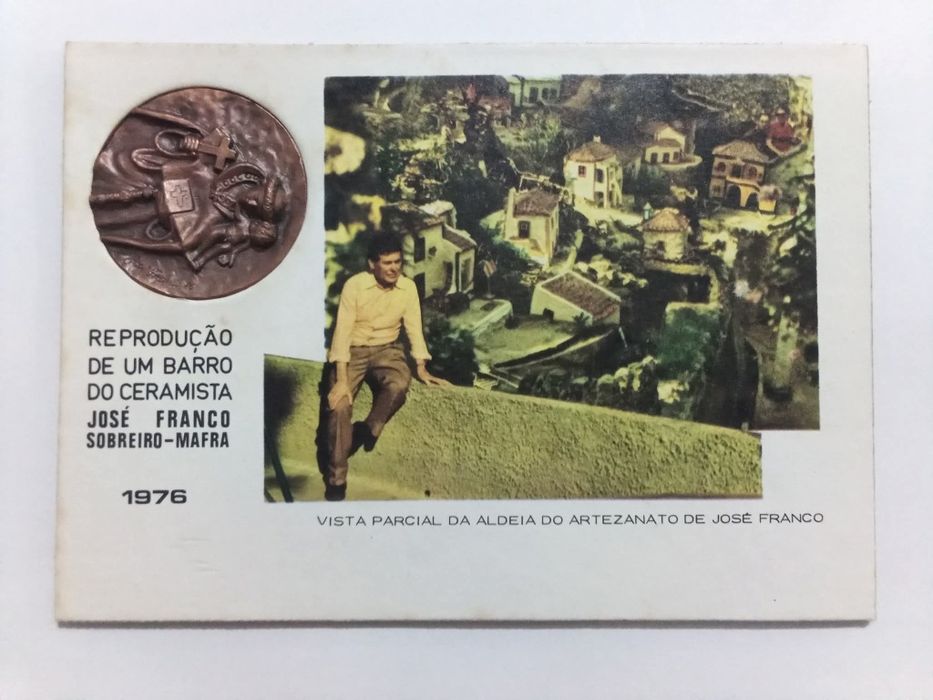 REPRODUÇÃO
DE UM BARRO
DO CERAMISTA
JOSÉ FRANCO
SOBREIRO-MAFRA
1976
VISTA PARCIAL DA ALDEIA DO ARTEZANATO DE JOSÉ FRANCO